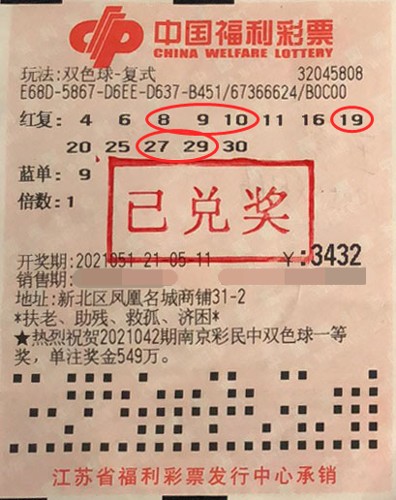 中国福利彩票
CHINA WELFARE LOTTERY
玩法:双色球-复式 32045808
E68D-5867-D6EE-D637-B451/67366624/B0C00
红复: 4 6 8 9 10 11 16 19
20 25 27 29 30
蓝单: 9
倍数:1
已兑奖
开奖期:2021051 21-05-11 ¥:3432
销售期:
地址:新北区凤凰名城商铺31-2
*扶老、助残、救孤、济困*
★热烈祝贺2021042期南京彩民中双色球一等
奖，单注奖金549万。
江苏省福利彩票发行中心承销